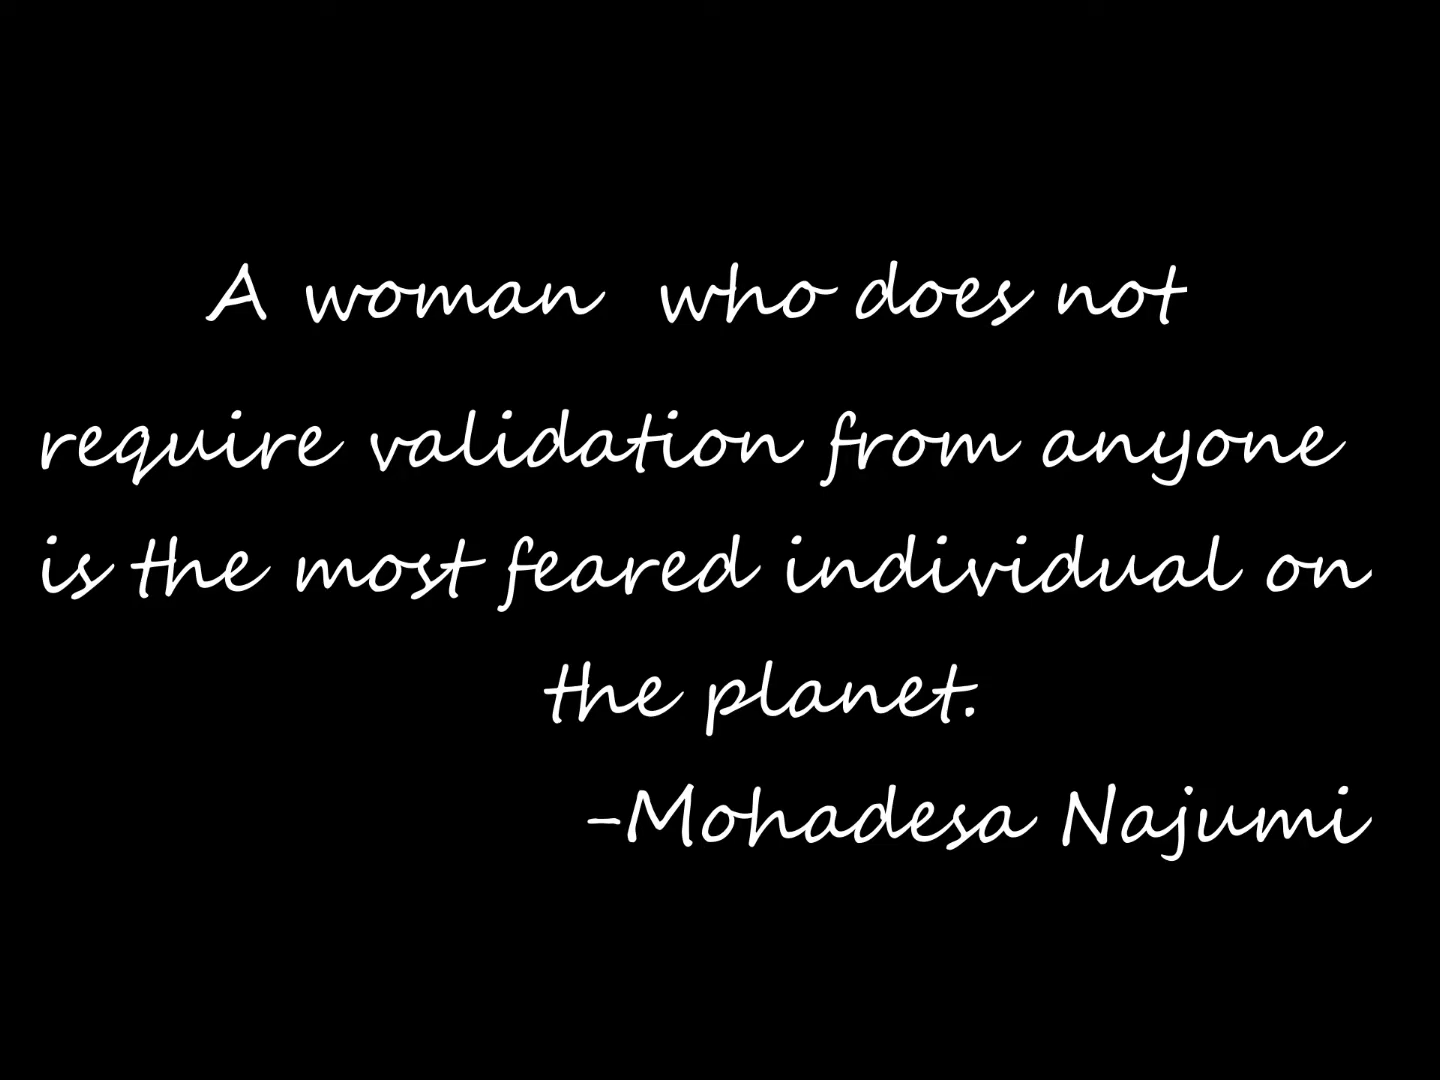 A woman who does not
require validation from anyone
is the most feared individual on
the planet.
-Mohadesa Najumi